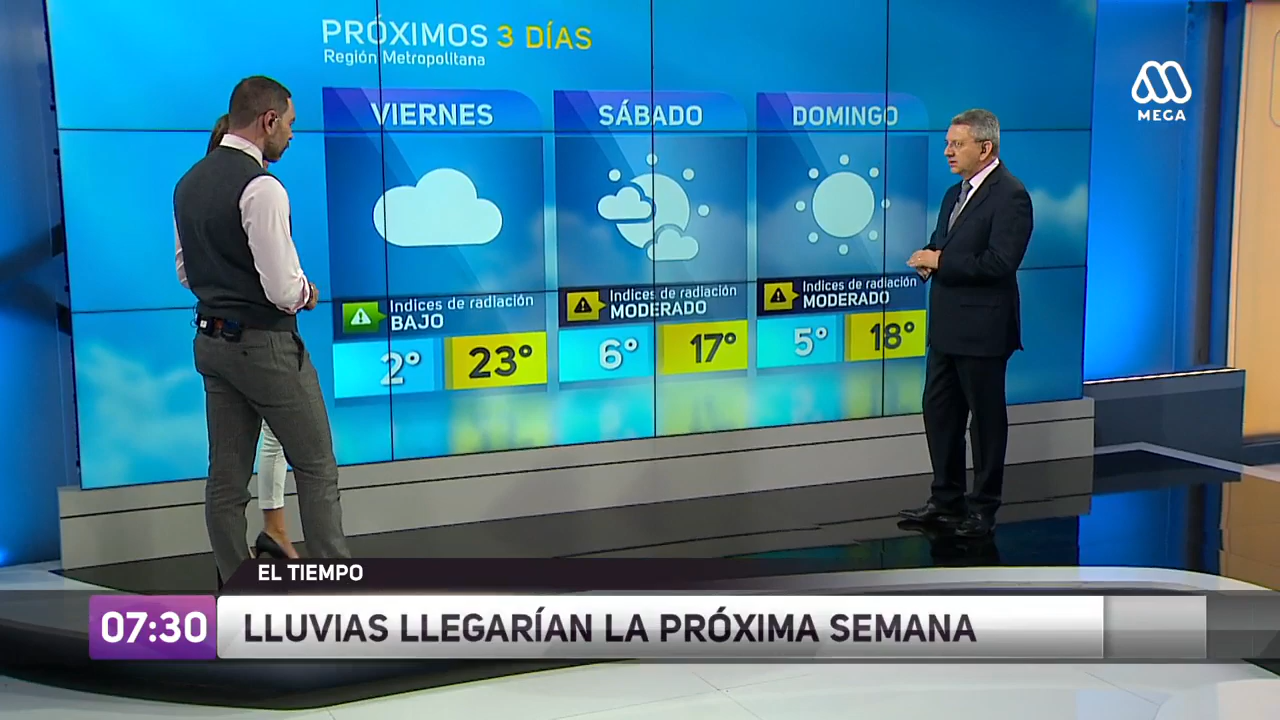 PRÓXIMOS 3 DÍAS
Región Metropolitana
MEGA
VIERNES
SÁBADO
DOMINGO
Indices de radiación
BAJO
Indices de radiación
MODERADO
Indices de radiación
MODERADO
2° 23°
6° 17°
5° 18°
EL TIEMPO
07:30
LLUVIAS LLEGARÍAN LA PRÓXIMA SEMANA